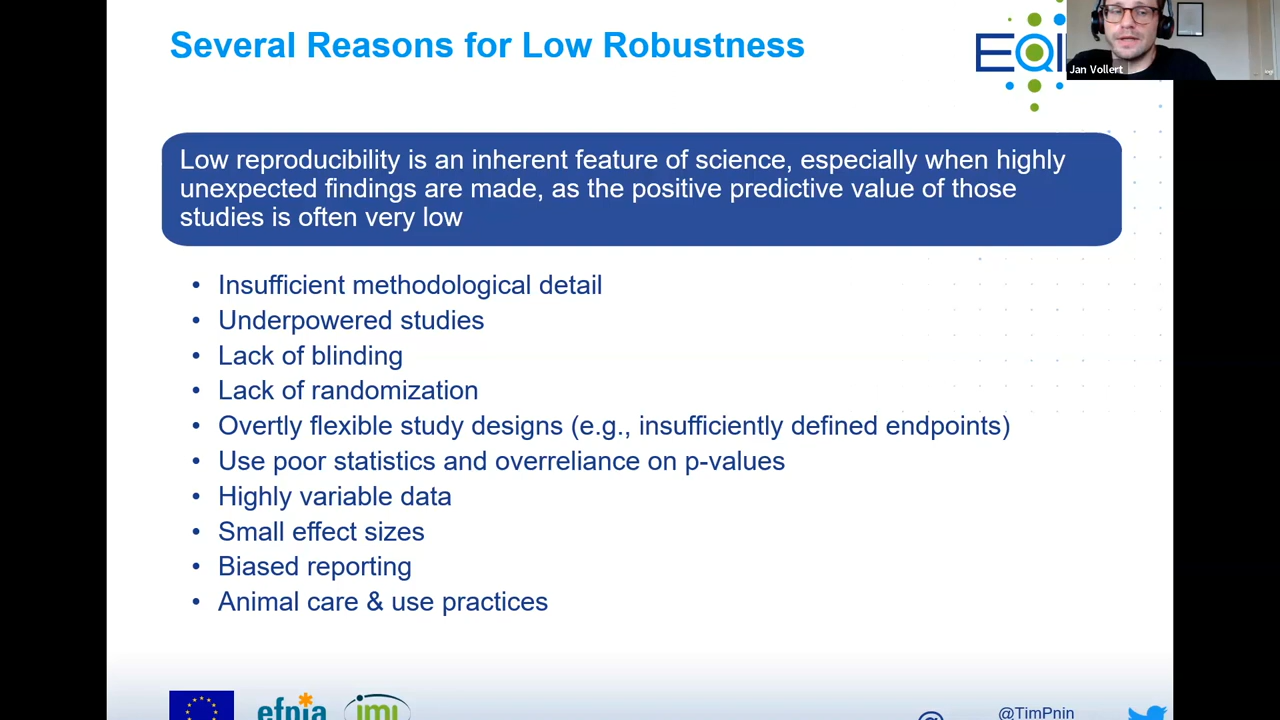 Several Reasons for Low Robustness
Jan Vollert
Low reproducibility is an inherent feature of science, especially when highly
unexpected findings are made, as the positive predictive value of those
studies is often very low
• Insufficient methodological detail
• Underpowered studies
• Lack of blinding
• Lack of randomization
• Overtly flexible study designs (e.g., insufficiently defined endpoints)
• Use poor statistics and overreliance on p-values
• Highly variable data
• Small effect sizes
• Biased reporting
• Animal care & use practices
efpia
imi
@
@TimPnin